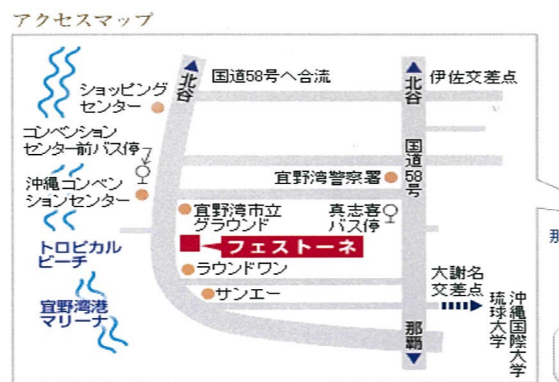 アクセスマップ
北谷
国道58号へ合流
北谷
伊佐交差点
ショッピング
センター
コンベンション
センター前バス停
国道58号
宜野湾警察署
沖縄コンベン
ションセンター
宜野湾市立
グラウンド
真志喜
バス停
トロピカル
ビーチ
フェストーネ
ラウンドワン
大謝名
交差点
宜野湾港
マリーナ
サンエー
那覇
沖縄国際大学
琉球大学
那